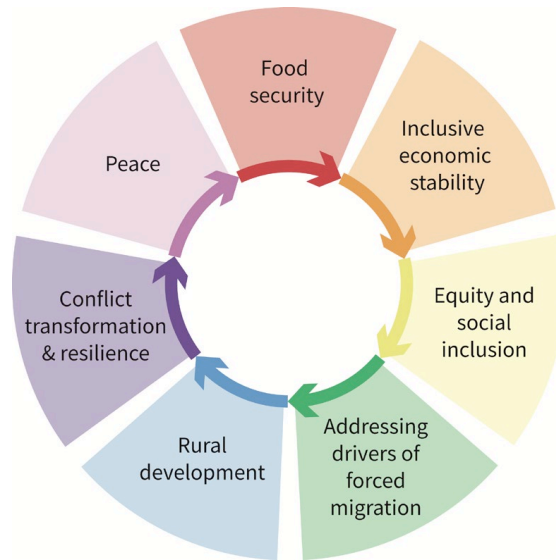 Food
security
Inclusive
economic
stability
Equity and
social
inclusion
Addressing
drivers of
forced
migration
Rural
development
Conflict
transformation
& resilience
Peace